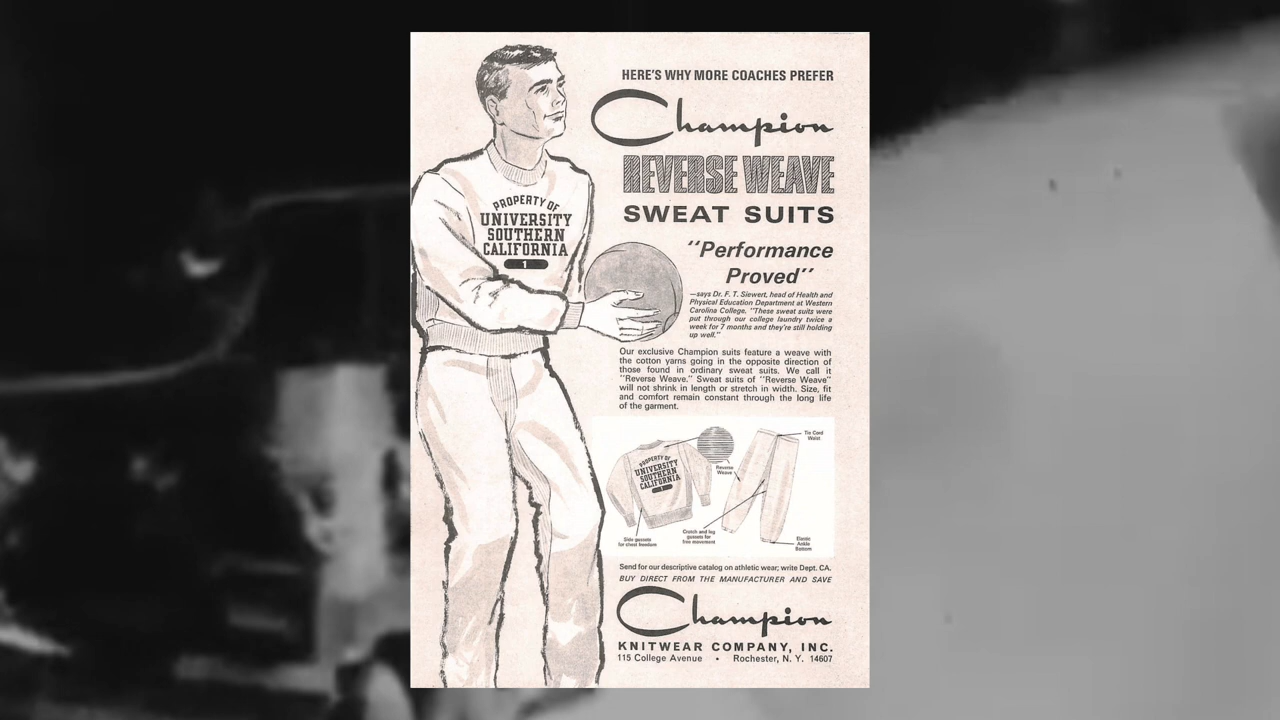 HERE'S WHY MORE COACHES PREFER
Champion
REVERSE WEAVE
SWEAT SUITS
"Performance
Proved"
—says Dr. F. T. Siewert, head of Health and
Physical Education Department at Western
Carolina College. "These sweat suits were
put through our college laundry twice a
week for 7 months and they're still holding
up well."
PROPERTY OF
UNIVERSITY
SOUTHERN
CALIFORNIA
1
Our exclusive Champion suits feature a weave with
the cotton yarns going in the opposite direction of
those found in ordinary sweat suits. We call it
"Reverse Weave." Sweat suits of "Reverse Weave"
will not shrink in length or stretch in width. Size, fit
and comfort remain constant through the long life
of the garment.
PROPERTY OF
UNIVERSITY
SOUTHERN
CALIFORNIA
1
Tin Cord
Waist
Reverse
Weave
Side gussets
for chest freedom
Crotch and leg
gussets for
free movement
Elastic
Ankle
Bottom
Send for our descriptive catalog on athletic wear; write Dept. CA.
BUY DIRECT FROM THE MANUFACTURER AND SAVE
Champion
KNITWEAR COMPANY, INC.
115 College Avenue • Rochester, N. Y. 14607